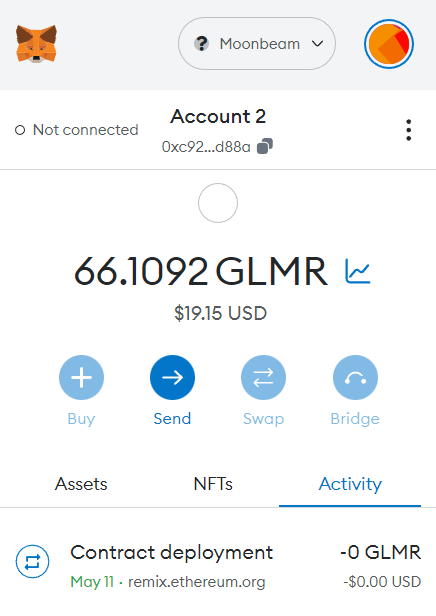 Moonbeam
Account 2
Not connected
0xc92...d88a
66.1092 GLMR
$19.15 USD
Buy Send Swap Bridge
Assets NFTs Activity
Contract deployment -0 GLMR
May 11 · remix.ethereum.org -$0.00 USD